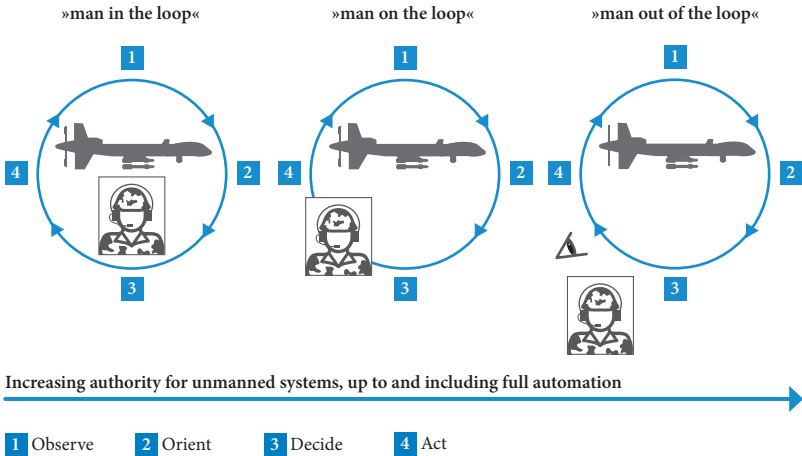 »man in the loop« »man on the loop« »man out of the loop«
1 1 1
4 2 4 2 4 2
3 3 3
Increasing authority for unmanned systems, up to and including full automation
1 Observe 2 Orient 3 Decide 4 Act